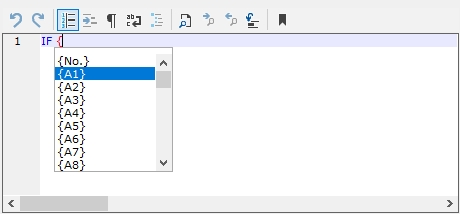 1 IF {
{No.}
{A1}
{A2}
{A3}
{A4}
{A5}
{A6}
{A7}
{A8}